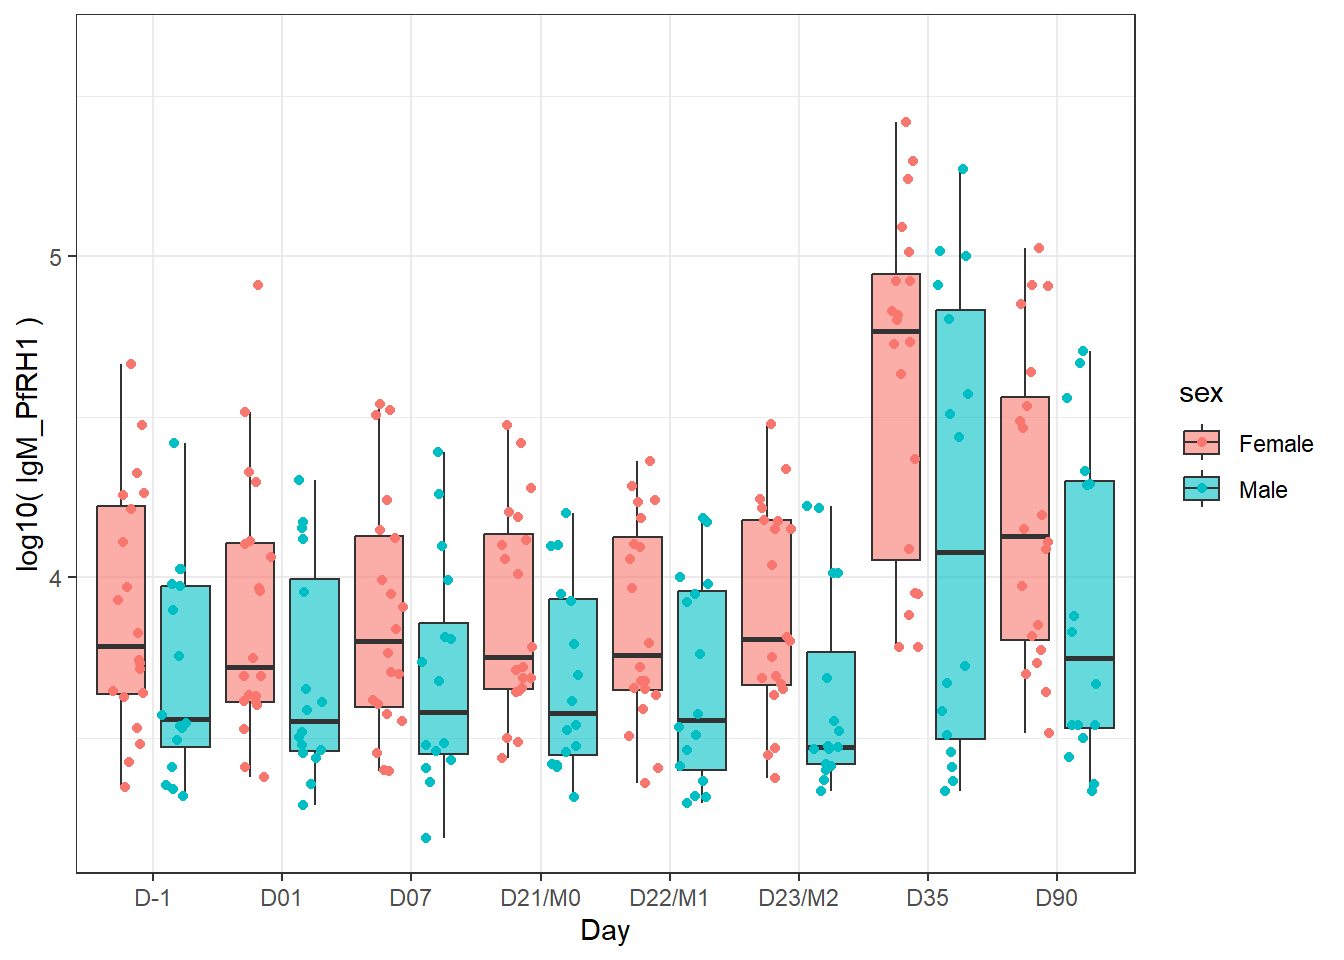 log10( IgM_PfRH1 )
5
4
D-1 D01 D07 D21/M0 D22/M1 D23/M2 D35 D90
Day
sex
Female
Male